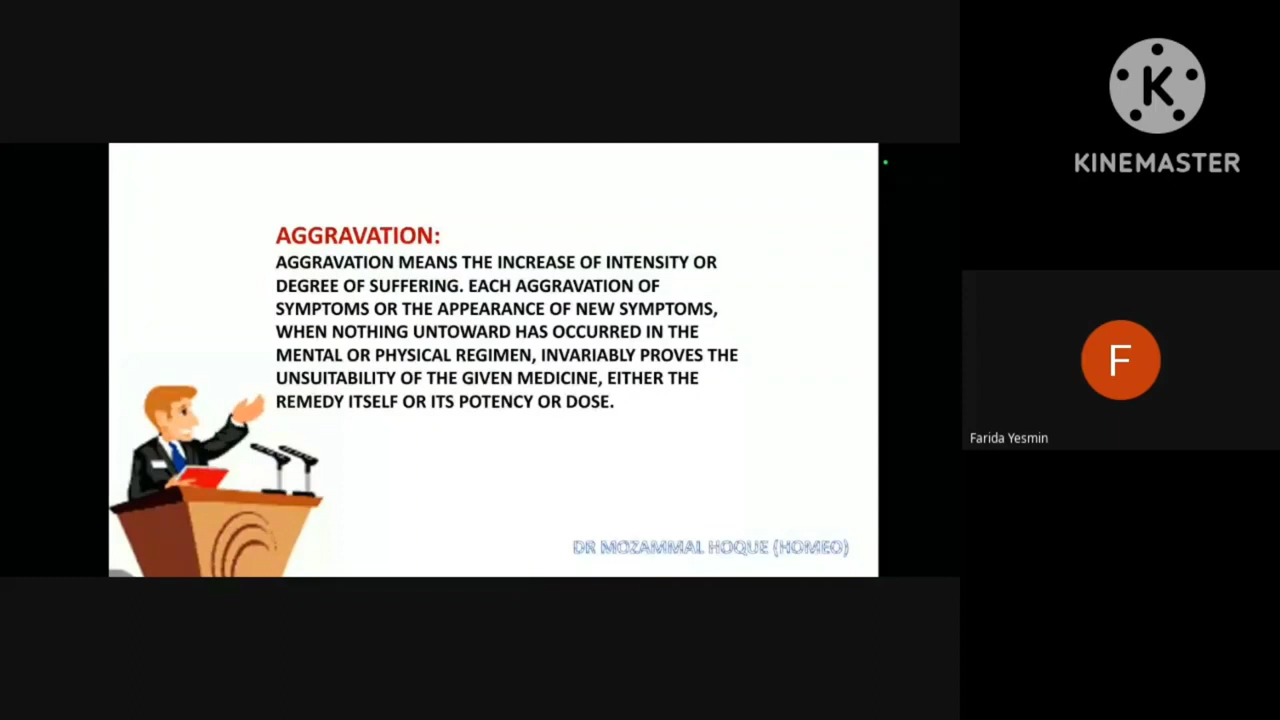 AGGRAVATION:
AGGRAVATION MEANS THE INCREASE OF INTENSITY OR
DEGREE OF SUFFERING. EACH AGGRAVATION OF
SYMPTOMS OR THE APPEARANCE OF NEW SYMPTOMS,
WHEN NOTHING UNTOWARD HAS OCCURRED IN THE
MENTAL OR PHYSICAL REGIMEN, INVARIABLY PROVES THE
UNSUITABILITY OF THE GIVEN MEDICINE, EITHER THE
REMEDY ITSELF OR ITS POTENCY OR DOSE.
DR MOZAMMAL HOQUE (HOMEO)
K
KINEMASTER
F
Farida Yesmin